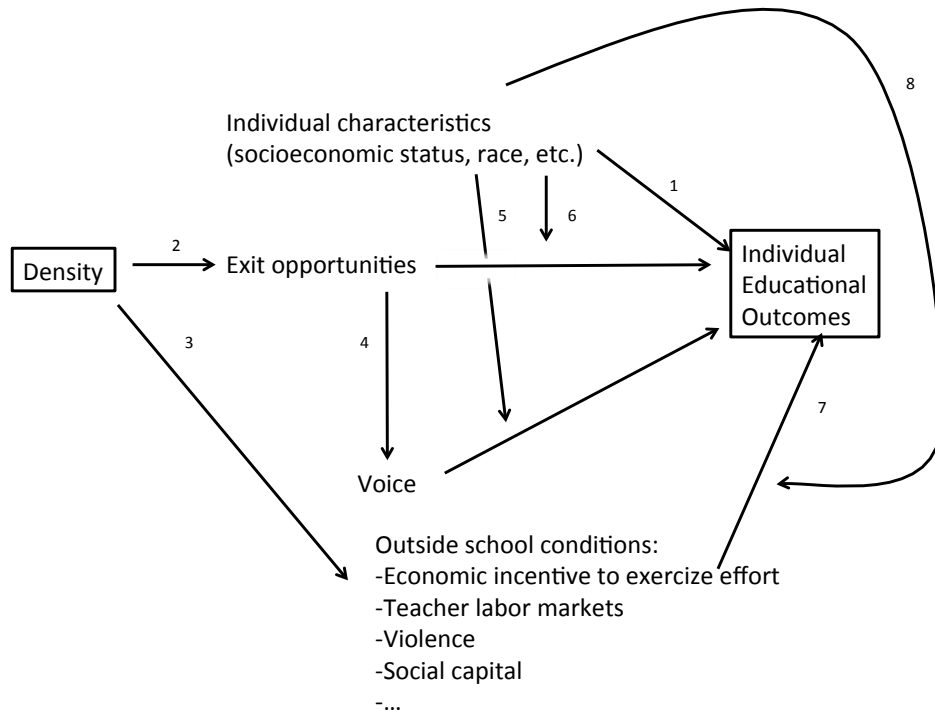 8
Individual characteristics
(socioeconomic status, race, etc.)
1
5
6
2
Density
Exit opportunities
Individual
Educational
Outcomes
3
4
7
Voice
Outside school conditions:
-Economic incentive to exercize effort
-Teacher labor markets
-Violence
-Social capital
-...